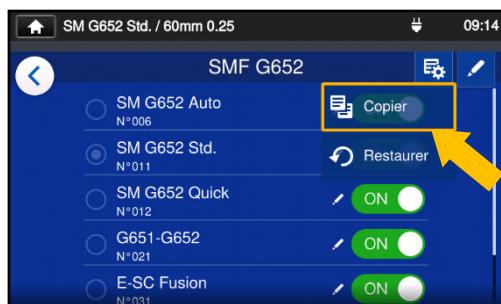 SM G652 Std. / 60mm 0.25 09:14
SMF G652
SM G652 Auto
N°006
Copier
SM G652 Std.
N°011
Restaurer
SM G652 Quick
N°012
ON
G651-G652
N°021
ON
E-SC Fusion
N°031
ON